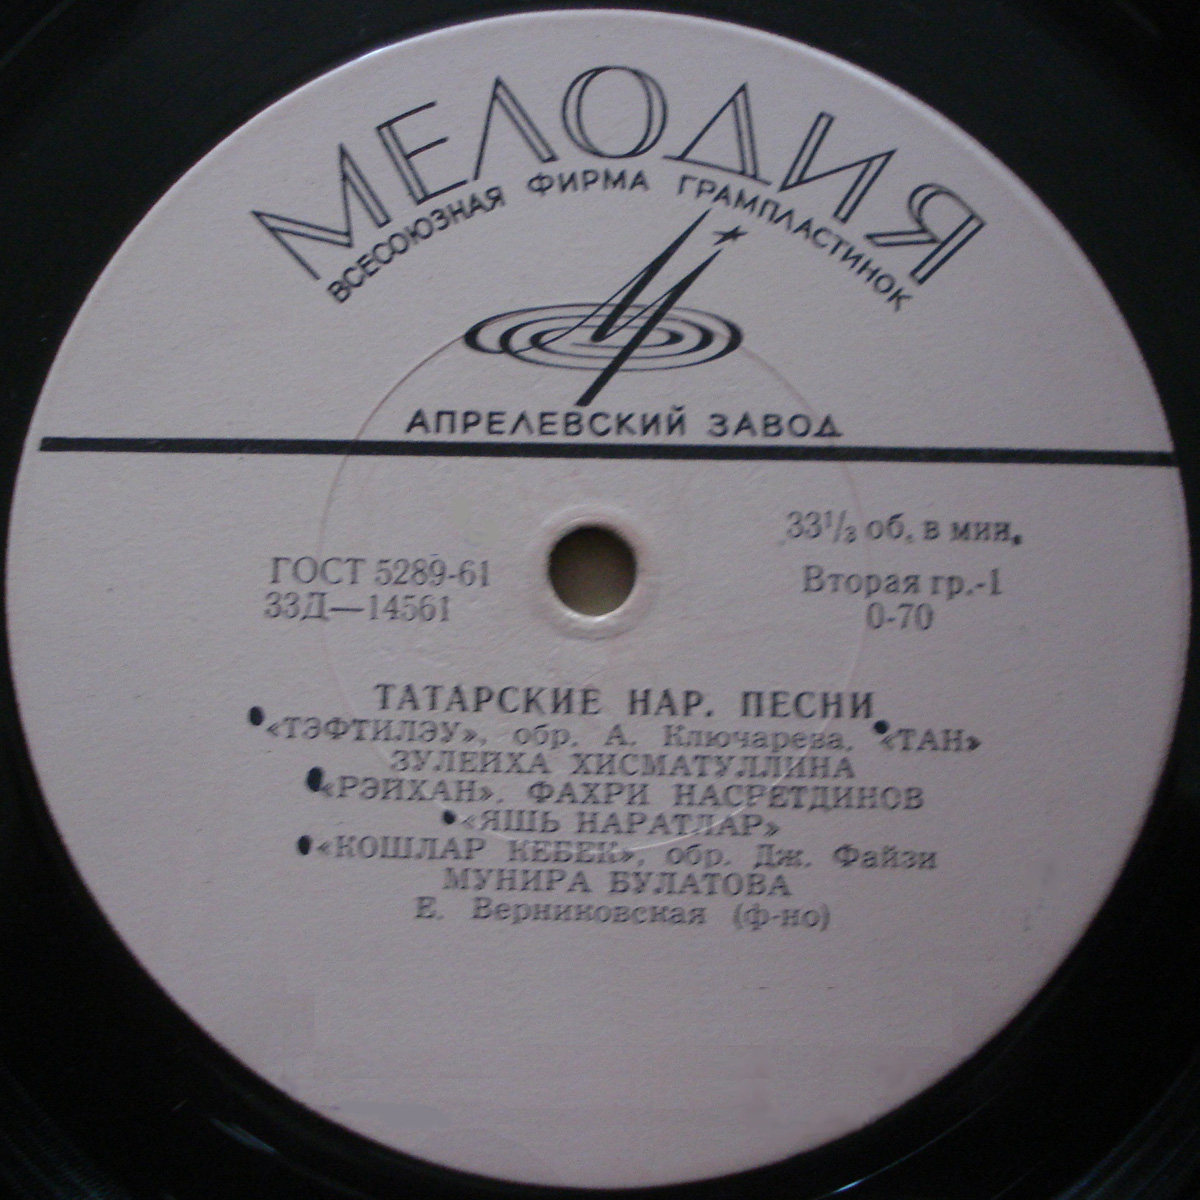 МЕЛОДИЯ
ВСЕСОЮЗНАЯ ФИРМА ГРАМПЛАСТИНОК
АПРЕЛЕВСКИЙ ЗАВОД
33⅓ об. в мин.
ГОСТ 5289-61
Вторая гр.-1
33Д—14561
0-70
ТАТАРСКИЕ НАР. ПЕСНИ
«ТЭФТИЛЭУ», обр. А. Ключарева. «ТАН»
ЗУЛЕЙХА ХИСМАТУЛЛИНА
«РЭЙХАН». ФАХРИ НАСРЕТДИНОВ
«ЯШЬ НАРАТЛАР»
«КОШЛАР КЕБЕК», обр. Дж. Файзи
МУНИРА БУЛАТОВА
Е. Верниковская (ф-но)